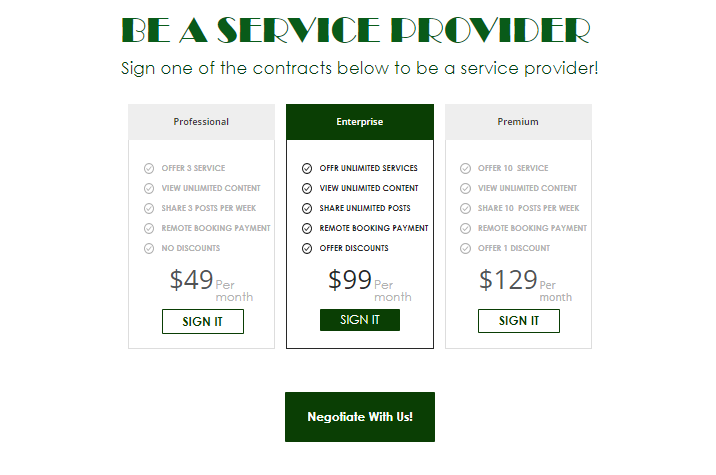 BE A SERVICE PROVIDER
Sign one of the contracts below to be a service provider!
Professional
OFFER 3 SERVICE
VIEW UNLIMITED CONTENT
SHARE 3 POSTS PER WEEK
REMOTE BOOKING PAYMENT
NO DISCOUNTS
$49 Per
month
SIGN IT
Enterprise
OFFR UNLIMITED SERVICES
VIEW UNLIMITED CONTENT
SHARE UNLIMITED POSTS
REMOTE BOOKING PAYMENT
OFFER DISCOUNTS
$99 Per
month
SIGN IT
Premium
OFFER 10 SERVICE
VIEW UNLIMITED CONTENT
SHARE 10 POSTS PER WEEK
REMOTE BOOKING PAYMENT
OFFER 1 DISCOUNT
$129 Per
month
SIGN IT
Negotiate With Us!